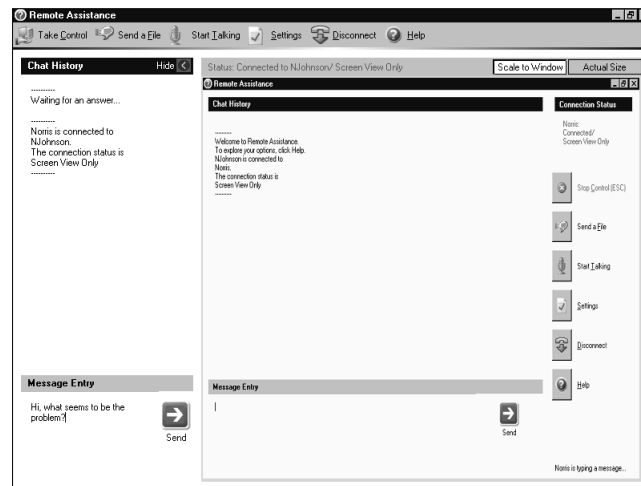 Remote Assistance
Take Control Send a File Start Talking Settings Disconnect Help
Chat History Hide
----------
Waiting for an answer...
----------
Norris is connected to
NJohnson.
The connection status is
Screen View Only
----------
Message Entry
Hi, what seems to be the
problem?
Send
Status: Connected to NJohnson/ Screen View Only Scale to Window Actual Size
Remote Assistance
Chat History
-------
Welcome to Remote Assistance.
To explore your options, click Help.
NJohnson is connected to
Norris.
The connection status is
Screen View Only
-------
Message Entry
Send
Connection Status
Norris:
Connected/
Screen View Only
Stop Control (ESC)
Send a File
Start Talking
Settings
Disconnect
Help
Norris is typing a message...